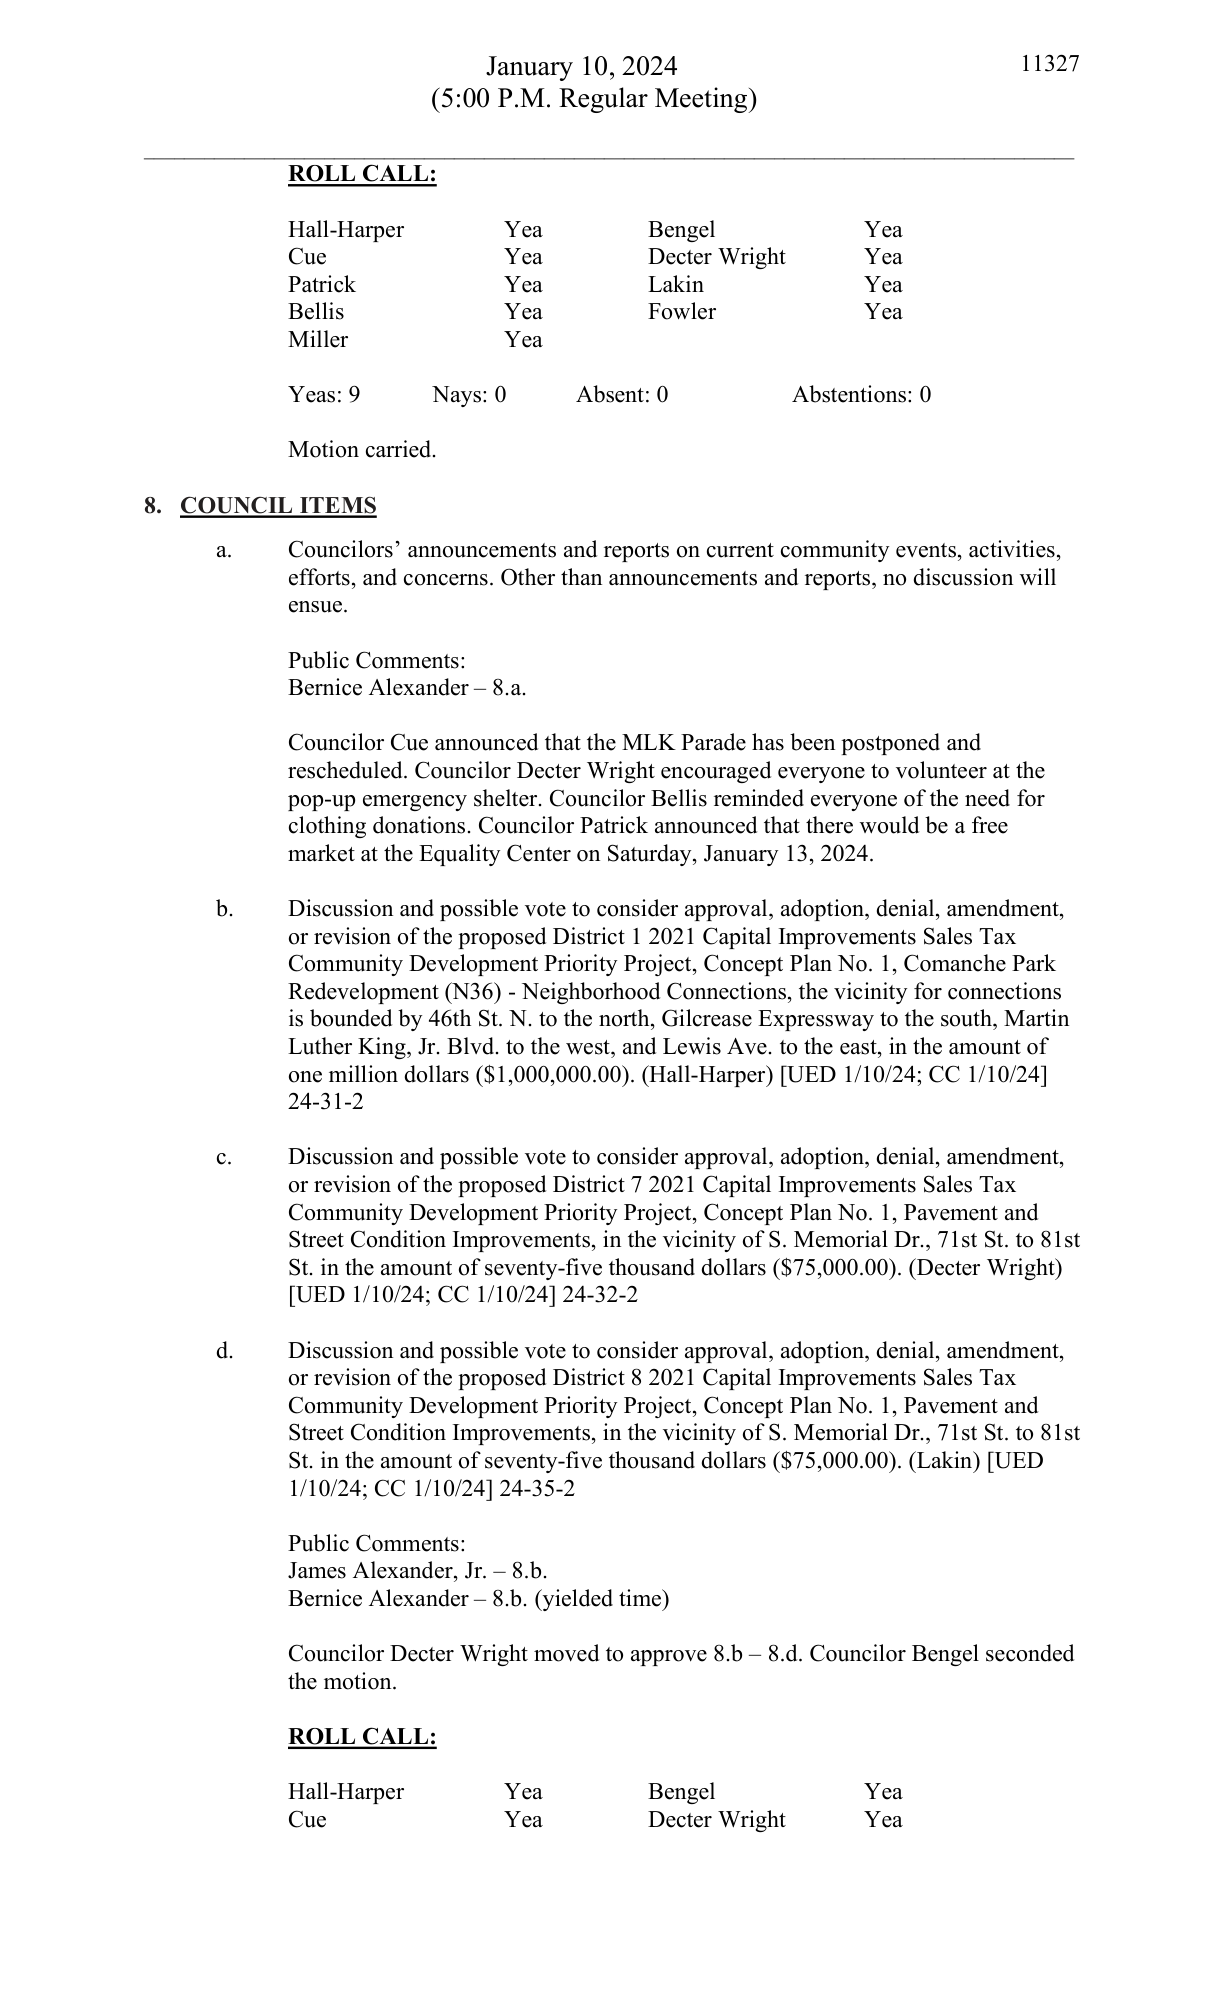 January 10, 2024 11327
(5:00 P.M. Regular Meeting)
ROLL CALL:
Hall-Harper Yea Bengel Yea
Cue Yea Decter Wright Yea
Patrick Yea Lakin Yea
Bellis Yea Fowler Yea
Miller Yea
Yeas: 9 Nays: 0 Absent: 0 Abstentions: 0
Motion carried.
8. COUNCIL ITEMS
a. Councilors’ announcements and reports on current community events, activities,
efforts, and concerns. Other than announcements and reports, no discussion will
ensue.
Public Comments:
Bernice Alexander – 8.a.
Councilor Cue announced that the MLK Parade has been postponed and
rescheduled. Councilor Decter Wright encouraged everyone to volunteer at the
pop-up emergency shelter. Councilor Bellis reminded everyone of the need for
clothing donations. Councilor Patrick announced that there would be a free
market at the Equality Center on Saturday, January 13, 2024.
b. Discussion and possible vote to consider approval, adoption, denial, amendment,
or revision of the proposed District 1 2021 Capital Improvements Sales Tax
Community Development Priority Project, Concept Plan No. 1, Comanche Park
Redevelopment (N36) - Neighborhood Connections, the vicinity for connections
is bounded by 46th St. N. to the north, Gilcrease Expressway to the south, Martin
Luther King, Jr. Blvd. to the west, and Lewis Ave. to the east, in the amount of
one million dollars ($1,000,000.00). (Hall-Harper) [UED 1/10/24; CC 1/10/24]
24-31-2
c. Discussion and possible vote to consider approval, adoption, denial, amendment,
or revision of the proposed District 7 2021 Capital Improvements Sales Tax
Community Development Priority Project, Concept Plan No. 1, Pavement and
Street Condition Improvements, in the vicinity of S. Memorial Dr., 71st St. to 81st
St. in the amount of seventy-five thousand dollars ($75,000.00). (Decter Wright)
[UED 1/10/24; CC 1/10/24] 24-32-2
d. Discussion and possible vote to consider approval, adoption, denial, amendment,
or revision of the proposed District 8 2021 Capital Improvements Sales Tax
Community Development Priority Project, Concept Plan No. 1, Pavement and
Street Condition Improvements, in the vicinity of S. Memorial Dr., 71st St. to 81st
St. in the amount of seventy-five thousand dollars ($75,000.00). (Lakin) [UED
1/10/24; CC 1/10/24] 24-35-2
Public Comments:
James Alexander, Jr. – 8.b.
Bernice Alexander – 8.b. (yielded time)
Councilor Decter Wright moved to approve 8.b – 8.d. Councilor Bengel seconded
the motion.
ROLL CALL:
Hall-Harper Yea Bengel Yea
Cue Yea Decter Wright Yea